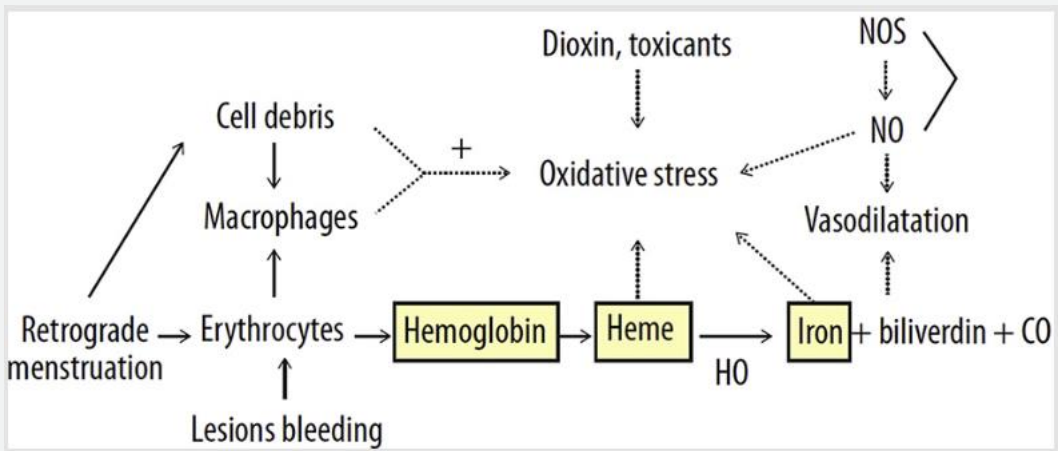 Dioxin, toxicants
NOS
Cell debris
+
NO
Oxidative stress
Macrophages
Vasodilatation
Retrograde
menstruation
Erythrocytes
Hemoglobin
Heme
HO
Iron + biliverdin + CO
Lesions bleeding